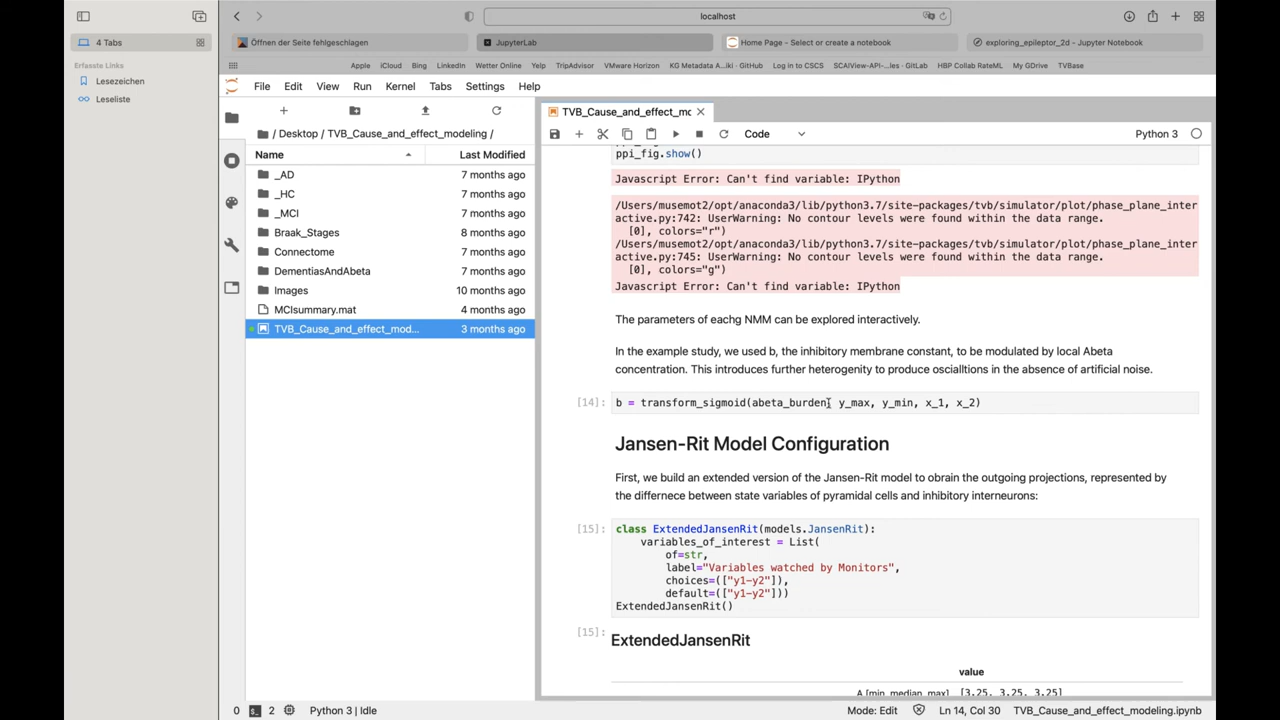 localhost
4 Tabs
Öffnen der Seite fehlgeschlagen
JupyterLab
Home Page - Select or create a notebook
exploring_epileptor_2d - Jupyter Notebook
Erfasste Links
Lesezeichen
Leseliste
Apple iCloud Bing LinkedIn Wetter Online Yelp TripAdvisor VMware Horizon KG Metadata A...iki · GitHub Log in to CSCS SCAIView-API-...les · GitLab HBP Collab RateML My GDrive TVBase
File Edit View Run Kernel Tabs Settings Help
/ Desktop / TVB_Cause_and_effect_modeling /
Name Last Modified
_AD 7 months ago
_HC 7 months ago
_MCI 7 months ago
Braak_Stages 8 months ago
Connectome 7 months ago
DementiasAndAbeta 7 months ago
Images 10 months ago
MCIsummary.mat 4 months ago
TVB_Cause_and_effect_mod... 3 months ago
TVB_Cause_and_effect_mc
Code Python 3
ppi_fig.show()
Javascript Error: Can't find variable: IPython
/Users/musemot2/opt/anaconda3/lib/python3.7/site-packages/tvb/simulator/plot/phase_plane_inter
active.py:742: UserWarning: No contour levels were found within the data range.
[0], colors="r")
/Users/musemot2/opt/anaconda3/lib/python3.7/site-packages/tvb/simulator/plot/phase_plane_inter
active.py:745: UserWarning: No contour levels were found within the data range.
[0], colors="g")
Javascript Error: Can't find variable: IPython
The parameters of eachg NMM can be explored interactively.
In the example study, we used b, the inhibitory membrane constant, to be modulated by local Abeta
concentration. This introduces further heterogenity to produce oscialltions in the absence of artificial noise.
[14]: b = transform_sigmoid(abeta_burden, y_max, y_min, x_1, x_2)
Jansen-Rit Model Configuration
First, we build an extended version of the Jansen-Rit model to obrain the outgoing projections, represented by
the differnece between state variables of pyramidal cells and inhibitory interneurons:
[15]: class ExtendedJansenRit(models.JansenRit):
variables_of_interest = List(
of=str,
label="Variables watched by Monitors",
choices=(["y1-y2"]),
default=(["y1-y2"]))
ExtendedJansenRit()
[15]: ExtendedJansenRit
value
A [min, median, max] [3.25, 3.25, 3.25]
0 2 Python 3 | Idle Mode: Edit Ln 14, Col 30 TVB_Cause_and_effect_modeling.ipynb